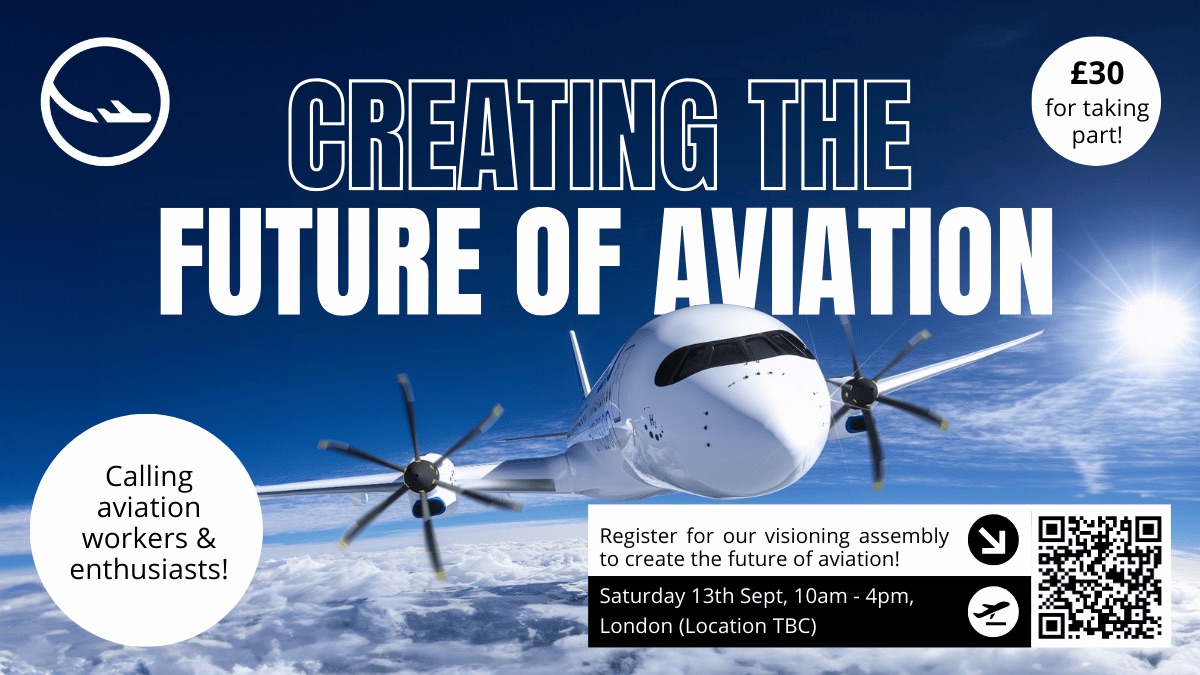 CREATING THE
FUTURE OF AVIATION
£30
for taking
part!
Calling
aviation
workers &
enthusiasts!
Register for our visioning assembly
to create the future of aviation!
Saturday 13th Sept, 10am - 4pm,
London (Location TBC)